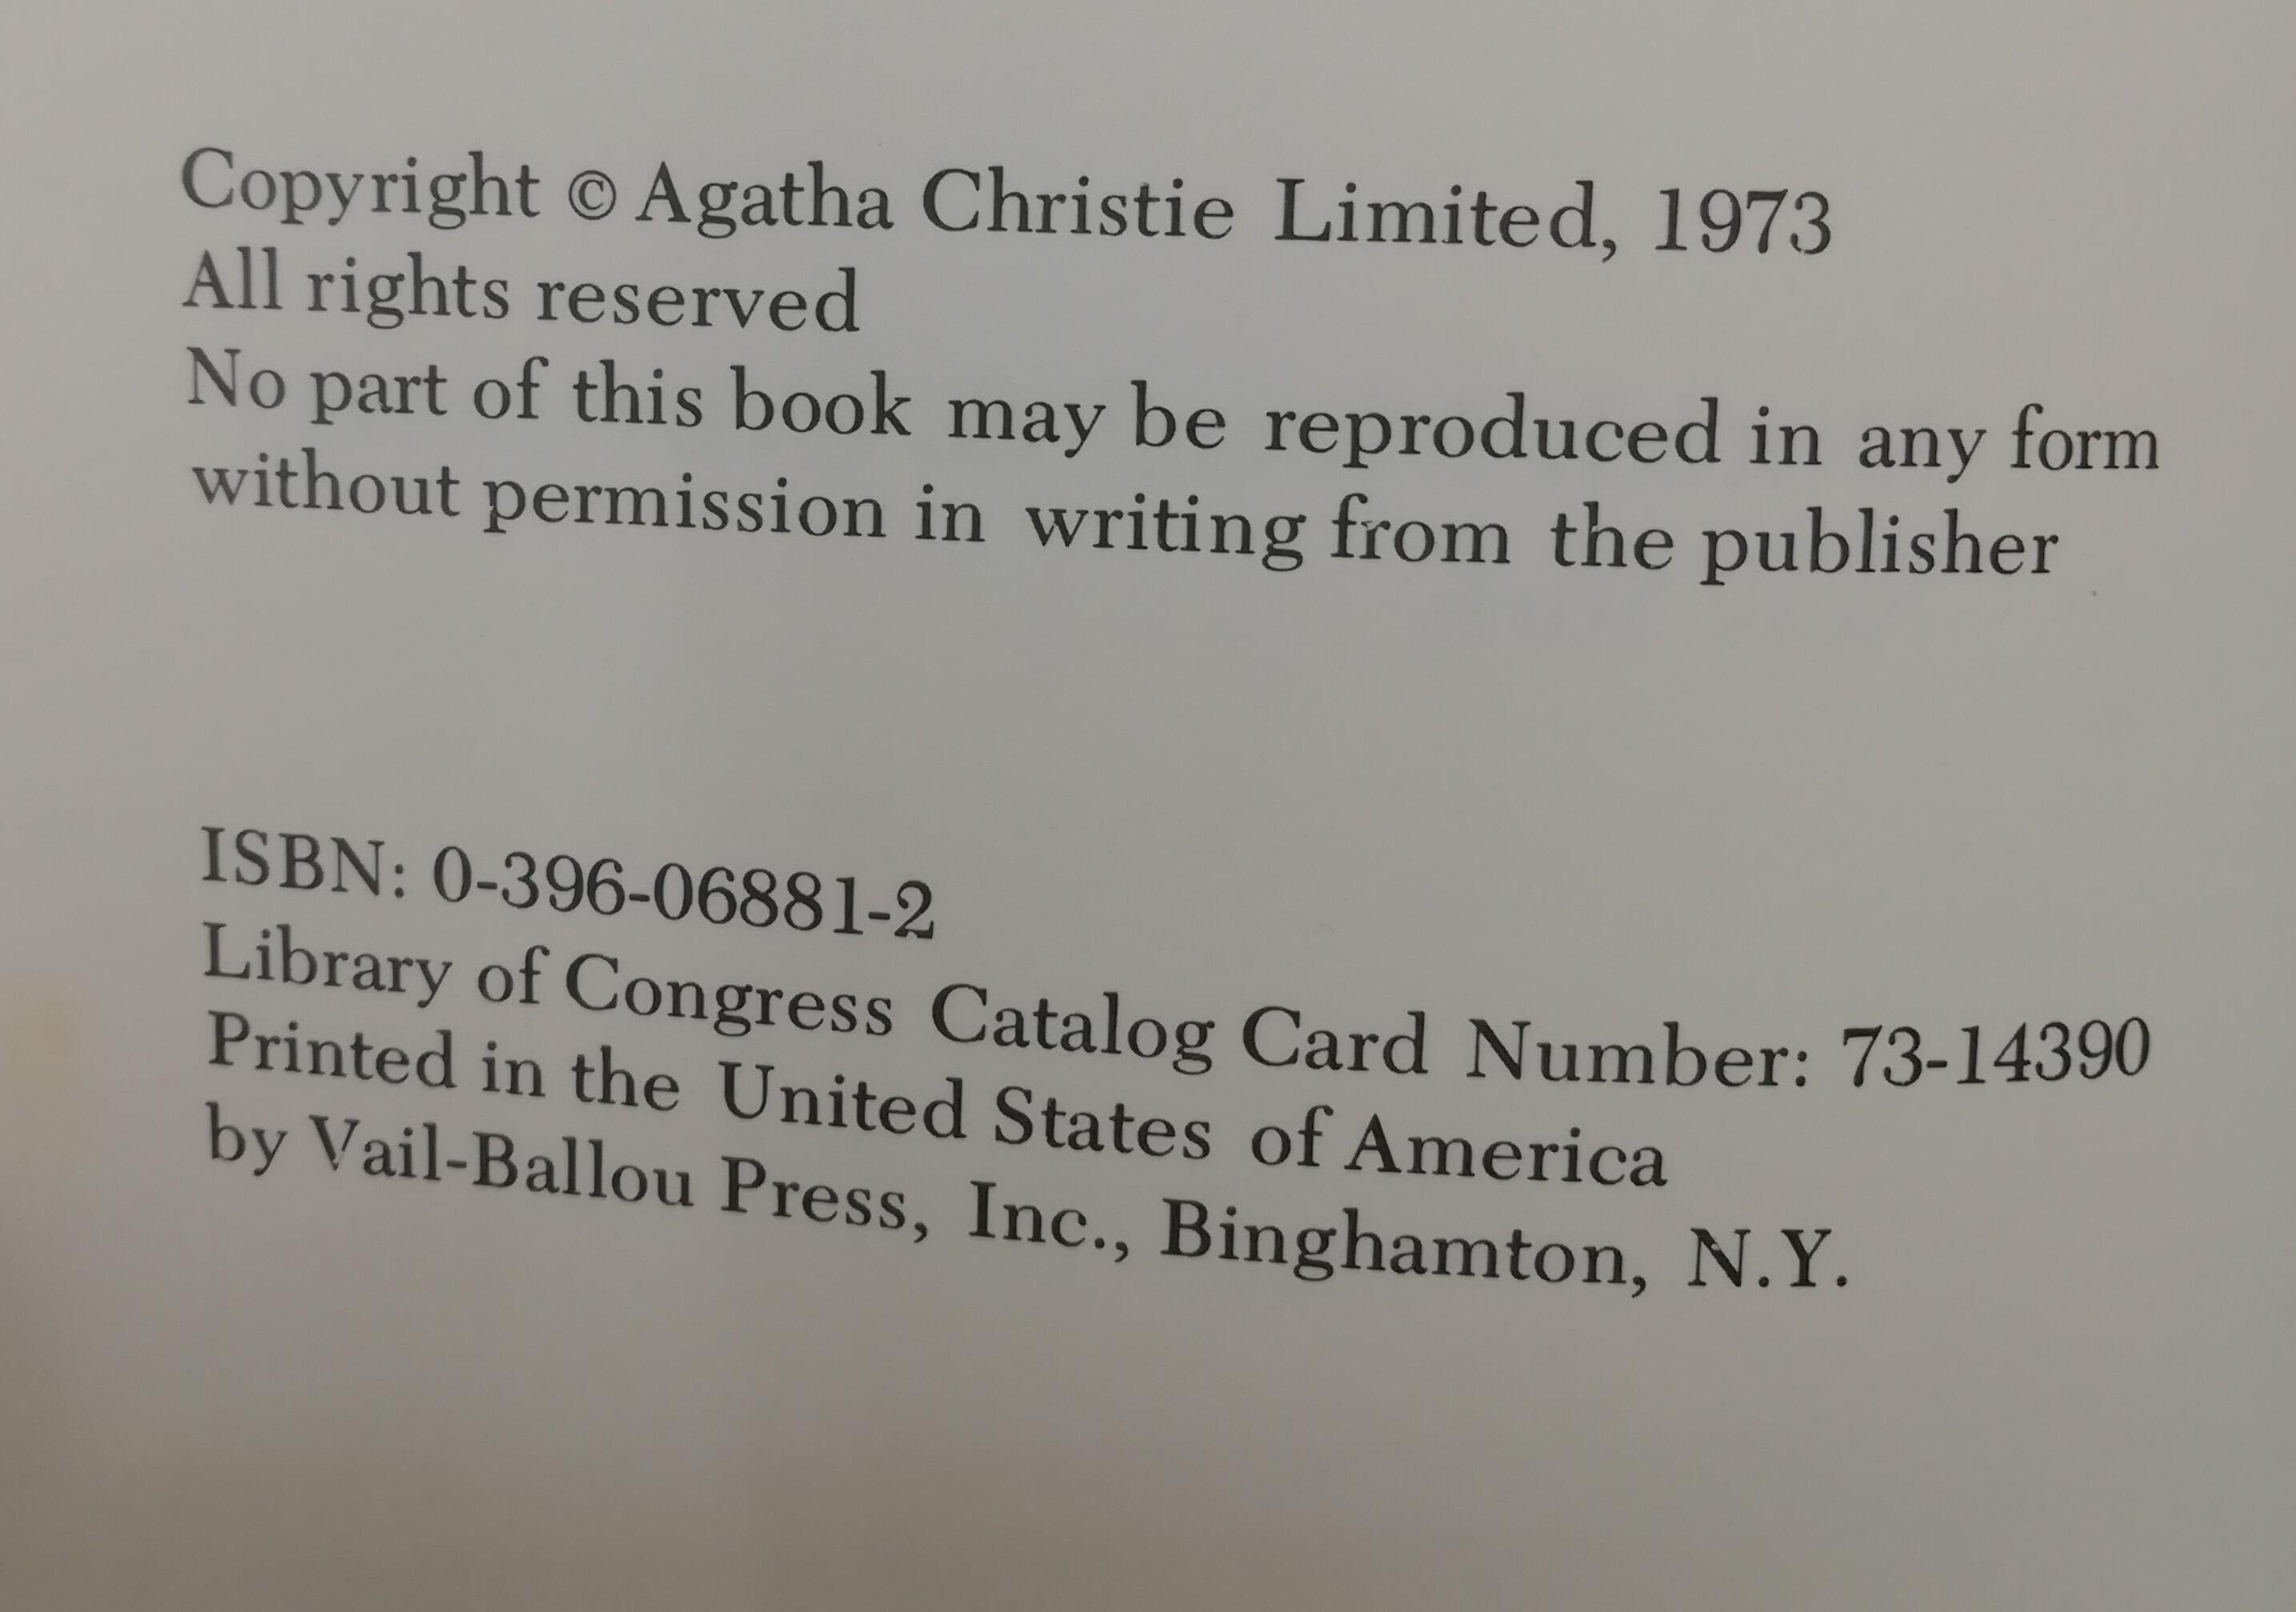 Copyright © Agatha Christie Limited, 1973
All rights reserved
No part of this book may be reproduced in any form
without permission in writing from the publisher
ISBN: 0-396-06881-2
Library of Congress Catalog Card Number: 73-14390
Printed in the United States of America
by Vail-Ballou Press, Inc., Binghamton, N.Y.